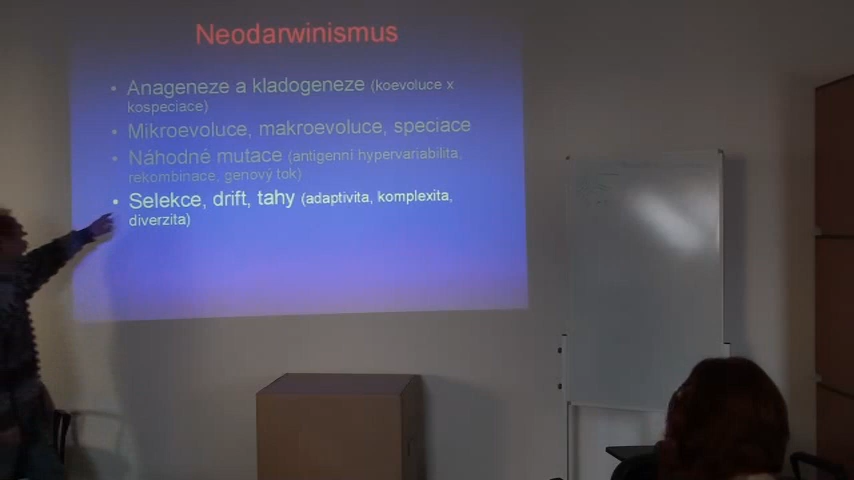 Neodarwinismus
• Anageneze a kladogeneze (koevoluce x
kospeciace)
• Mikroevoluce, makroevoluce, speciace
• Náhodné mutace (antigenní hypervariabilita,
rekombinace, genový tok)
• Selekce, drift, tahy (adaptivita, komplexita,
diverzita)